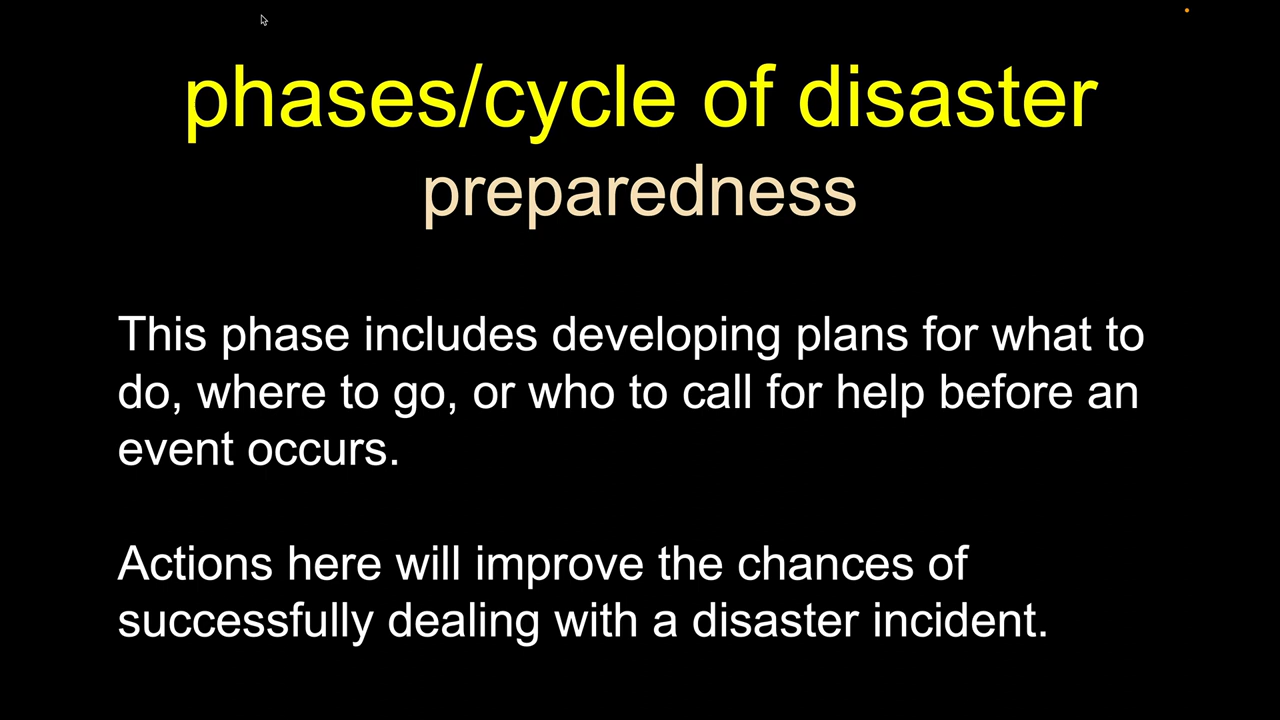 phases/cycle of disaster
preparedness
This phase includes developing plans for what to
do, where to go, or who to call for help before an
event occurs.
Actions here will improve the chances of
successfully dealing with a disaster incident.